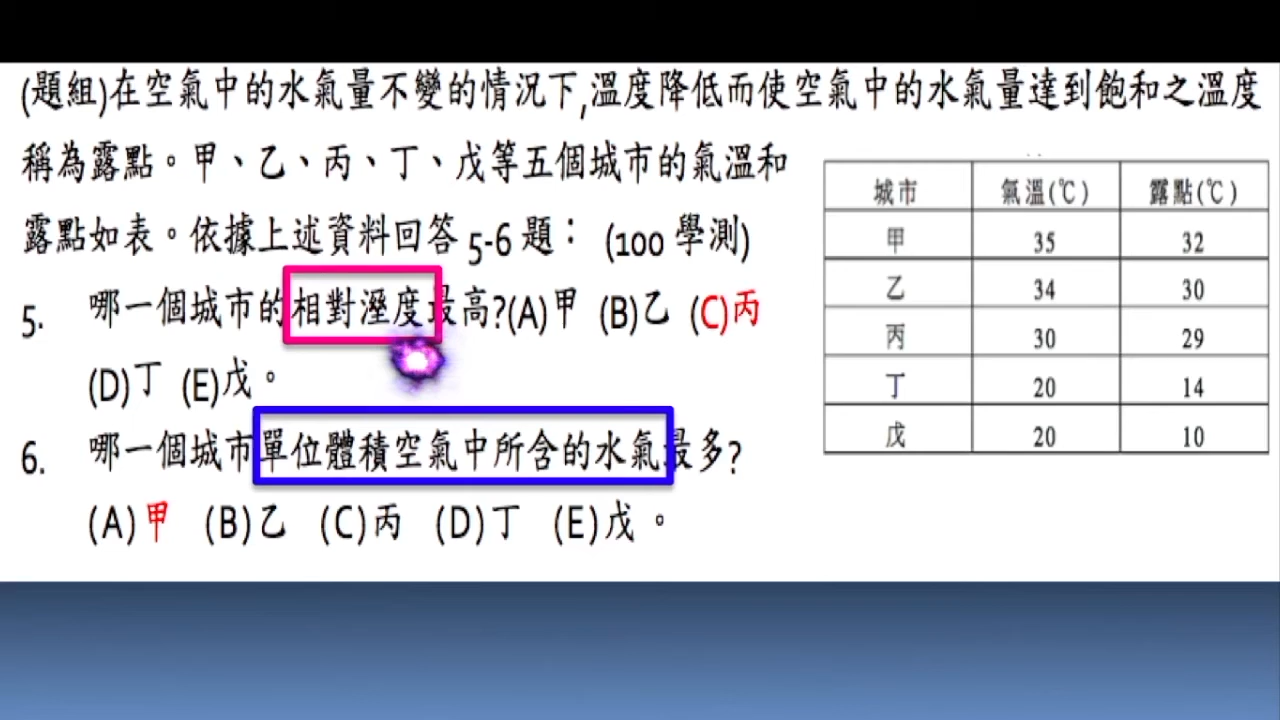 (題組)在空氣中的水氣量不變的情況下,溫度降低而使空氣中的水氣量達到飽和之溫度
稱為露點。甲、乙、丙、丁、戊等五個城市的氣溫和
露點如表。依據上述資料回答 5-6 題： (100 學測)
5. 哪一個城市的相對溼度最高?(A)甲 (B)乙 (C)丙
(D)丁 (E)戊。
6. 哪一個城市單位體積空氣中所含的水氣最多?
(A)甲 (B)乙 (C)丙 (D)丁 (E)戊。
城市 氣溫(℃) 露點(℃)
甲 35 32
乙 34 30
丙 30 29
丁 20 14
戊 20 10